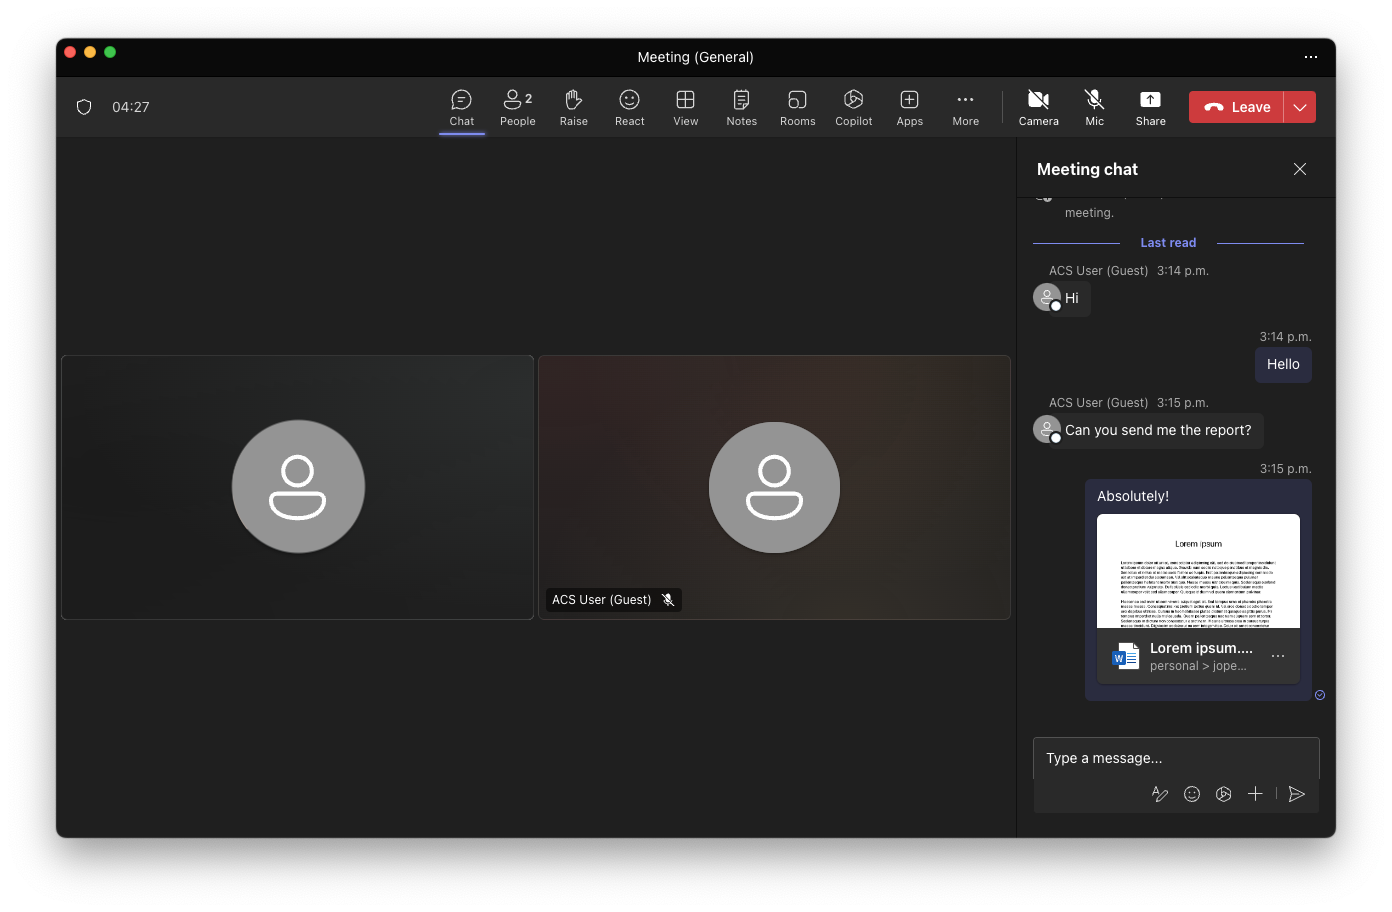 Meeting (General)
04:27
Chat
People
2
Raise
React
View
Notes
Rooms
Copilot
Apps
More
Camera
Mic
Share
Leave
Meeting chat
meeting.
Last read
ACS User (Guest) 3:14 p.m.
Hi
3:14 p.m.
Hello
ACS User (Guest) 3:15 p.m.
Can you send me the report?
3:15 p.m.
Absolutely!
Lorem ipsum
W
Lorem ipsum....
personal > jope...
ACS User (Guest)
Type a message...